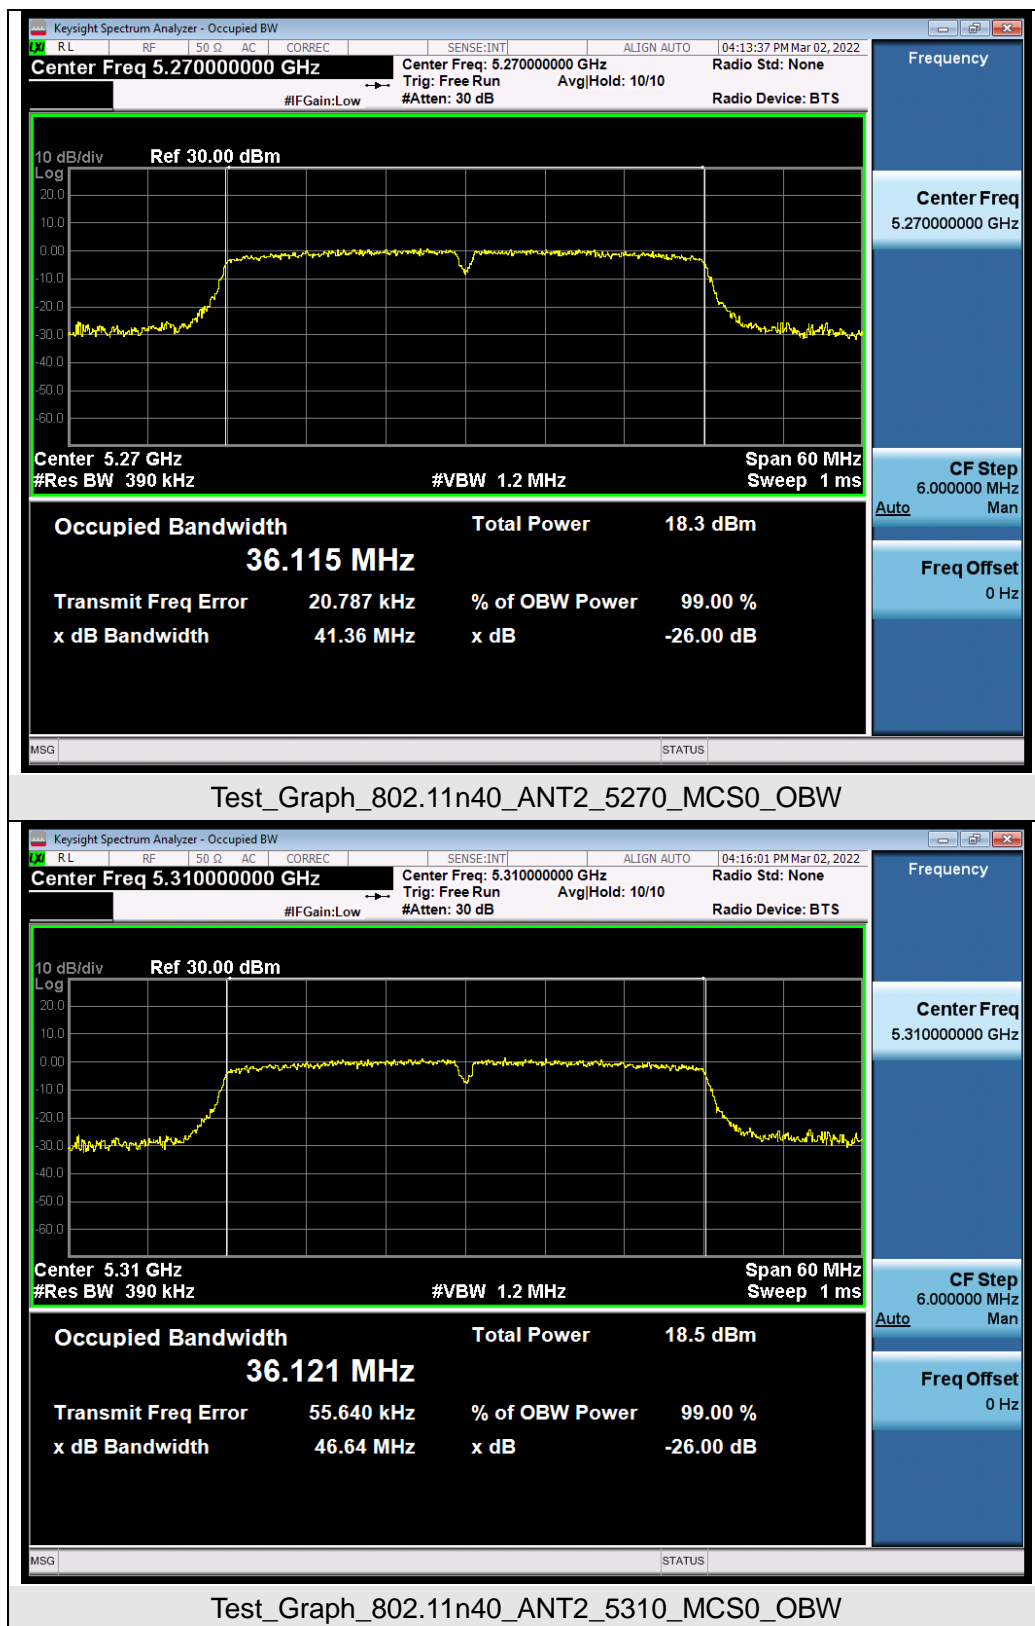 Keysight Spectrum Analyzer - Occupied BW
LXI RL RF 50 Ω AC CORREC SENSE:INT ALIGN AUTO 04:13:37 PM Mar 02, 2022
Center Freq 5.270000000 GHz Center Freq: 5.270000000 GHz Radio Std: None Frequency
Trig: Free Run Avg|Hold: 10/10
#IFGain:Low #Atten: 30 dB Radio Device: BTS
10 dB/div Ref 30.00 dBm
Log
20.0
10.0
0.00
-10.0
-20.0
-30.0
-40.0
-50.0
-60.0
Center 5.27 GHz Span 60 MHz
#Res BW 390 kHz #VBW 1.2 MHz Sweep 1 ms
Center Freq
5.270000000 GHz
CF Step
6.000000 MHz
Auto Man
Freq Offset
0 Hz
Occupied Bandwidth Total Power 18.3 dBm
36.115 MHz
Transmit Freq Error 20.787 kHz % of OBW Power 99.00 %
x dB Bandwidth 41.36 MHz x dB -26.00 dB
MSG STATUS
Test_Graph_802.11n40_ANT2_5270_MCS0_OBW
Keysight Spectrum Analyzer - Occupied BW
LXI RL RF 50 Ω AC CORREC SENSE:INT ALIGN AUTO 04:16:01 PM Mar 02, 2022
Center Freq 5.310000000 GHz Center Freq: 5.310000000 GHz Radio Std: None Frequency
Trig: Free Run Avg|Hold: 10/10
#IFGain:Low #Atten: 30 dB Radio Device: BTS
10 dB/div Ref 30.00 dBm
Log
20.0
10.0
0.00
-10.0
-20.0
-30.0
-40.0
-50.0
-60.0
Center 5.31 GHz Span 60 MHz
#Res BW 390 kHz #VBW 1.2 MHz Sweep 1 ms
Center Freq
5.310000000 GHz
CF Step
6.000000 MHz
Auto Man
Freq Offset
0 Hz
Occupied Bandwidth Total Power 18.5 dBm
36.121 MHz
Transmit Freq Error 55.640 kHz % of OBW Power 99.00 %
x dB Bandwidth 46.64 MHz x dB -26.00 dB
MSG STATUS
Test_Graph_802.11n40_ANT2_5310_MCS0_OBW